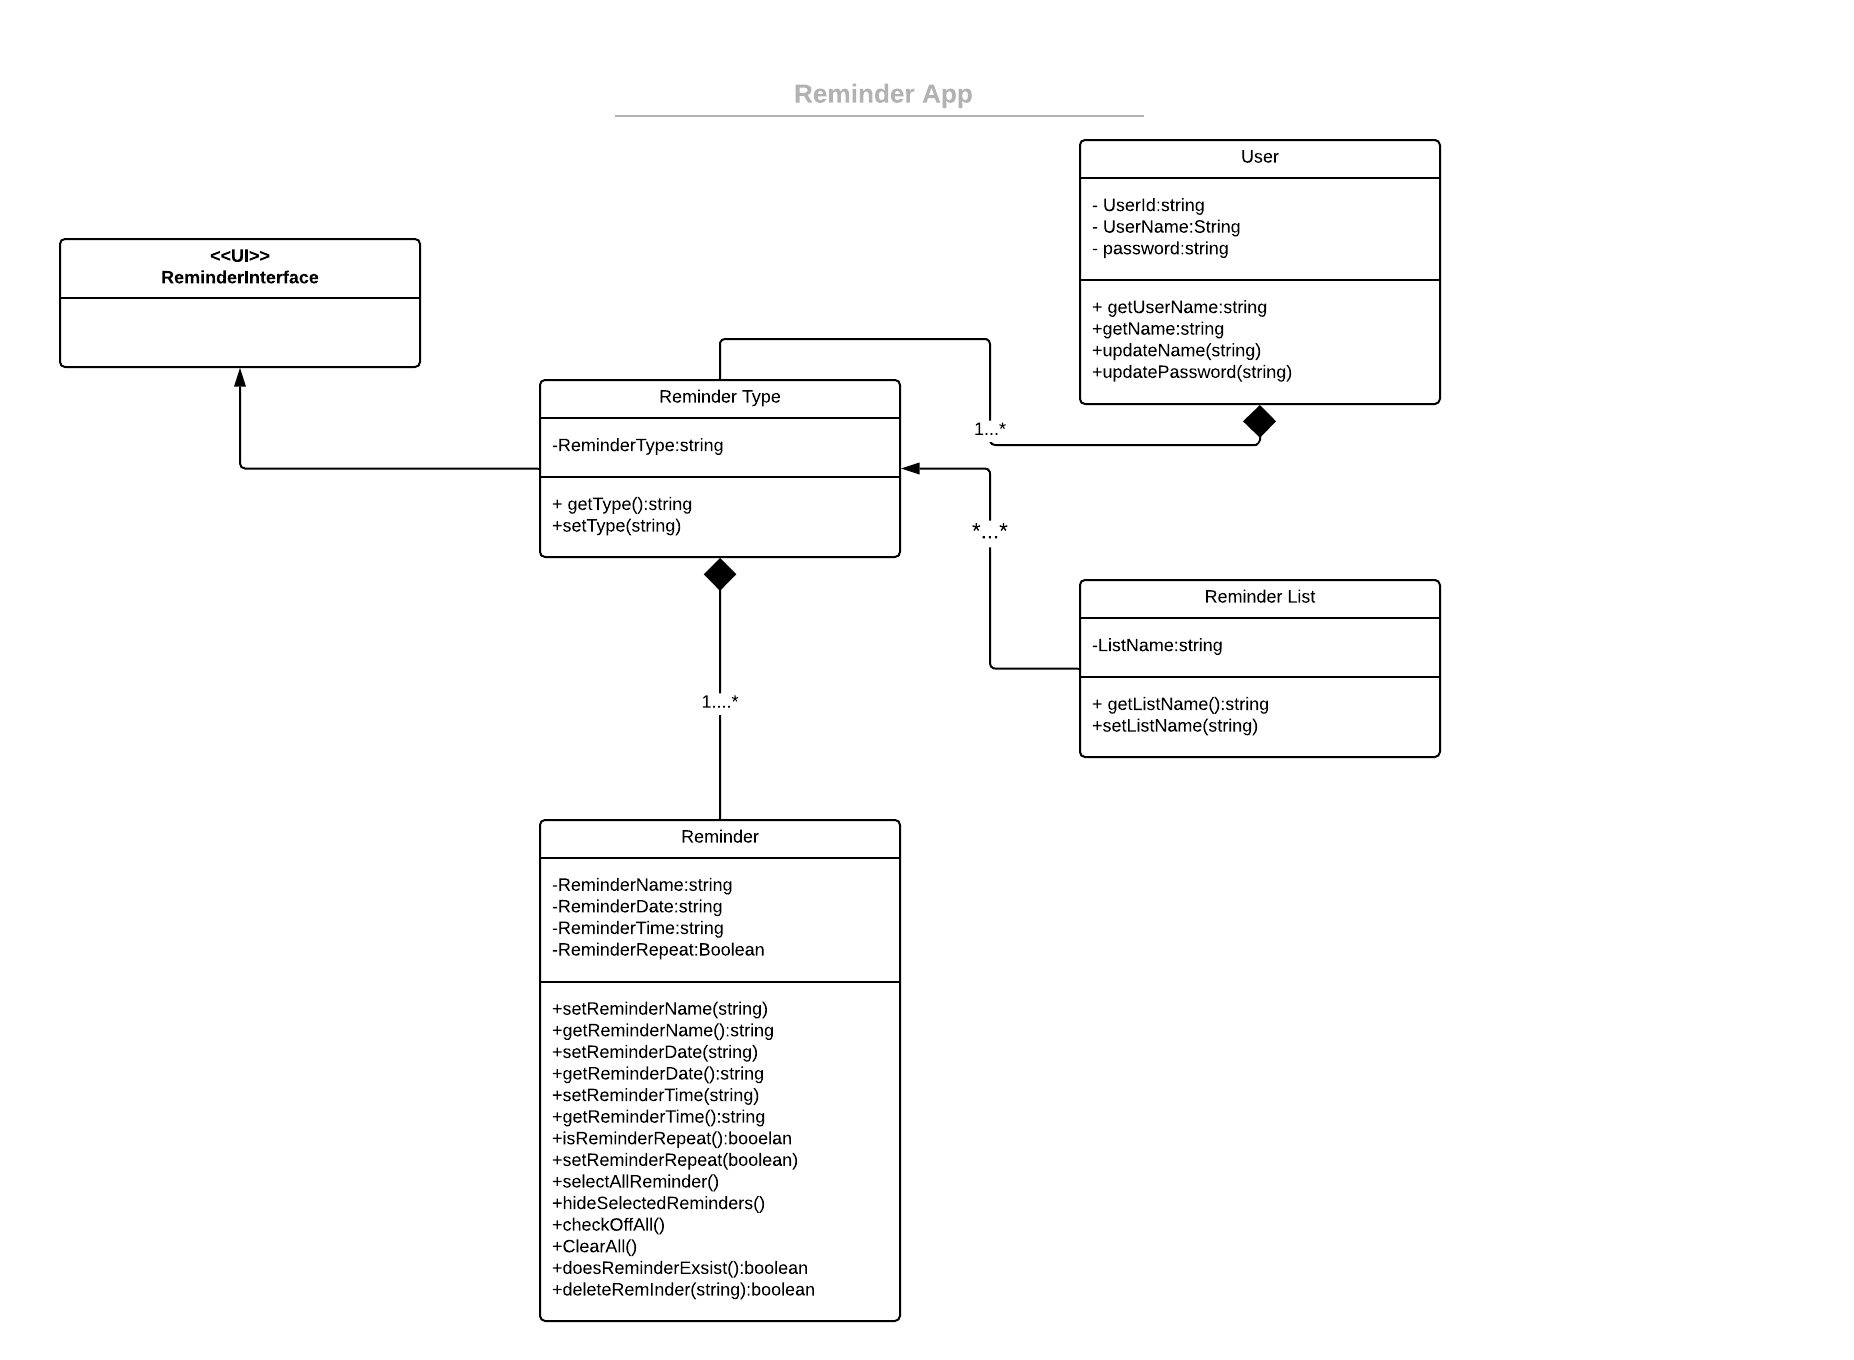 Reminder App
User
- UserId:string
- UserName:String
- password:string
+ getUserName:string
+getName:string
+updateName(string)
+updatePassword(string)
<<UI>>
ReminderInterface
Reminder Type
-ReminderType:string
+ getType():string
+setType(string)
1...*
*...*
Reminder List
-ListName:string
+ getListName():string
+setListName(string)
1....*
Reminder
-ReminderName:string
-ReminderDate:string
-ReminderTime:string
-ReminderRepeat:Boolean
+setReminderName(string)
+getReminderName():string
+setReminderDate(string)
+getReminderDate():string
+setReminderTime(string)
+getReminderTime():string
+isReminderRepeat():booelan
+setReminderRepeat(boolean)
+selectAllReminder()
+hideSelectedReminders()
+checkOffAll()
+ClearAll()
+doesReminderExsist():boolean
+deleteRemInder(string):boolean